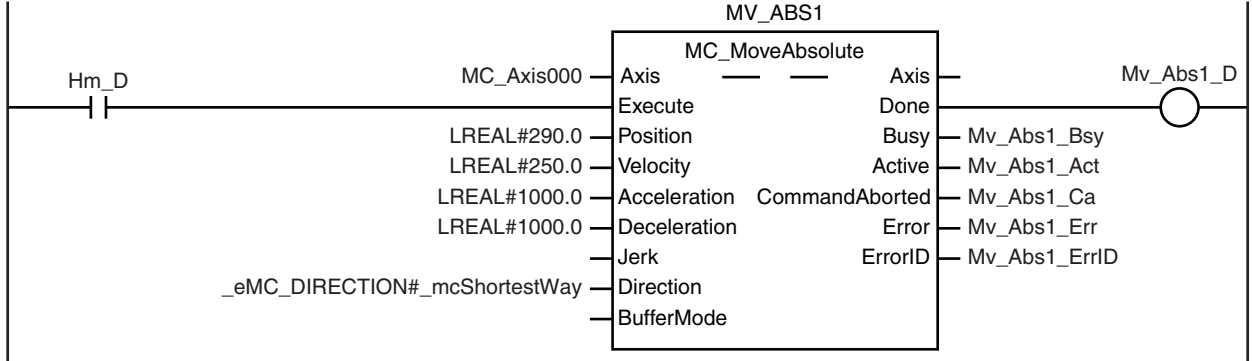 MV_ABS1
MC_MoveAbsolute
Hm_D
MC_Axis000 Axis Axis Mv_Abs1_D
Execute Done
LREAL#290.0 Position Busy Mv_Abs1_Bsy
LREAL#250.0 Velocity Active Mv_Abs1_Act
LREAL#1000.0 Acceleration CommandAborted Mv_Abs1_Ca
LREAL#1000.0 Deceleration Error Mv_Abs1_Err
Jerk ErrorID Mv_Abs1_ErrID
_eMC_DIRECTION#_mcShortestWay Direction
BufferMode